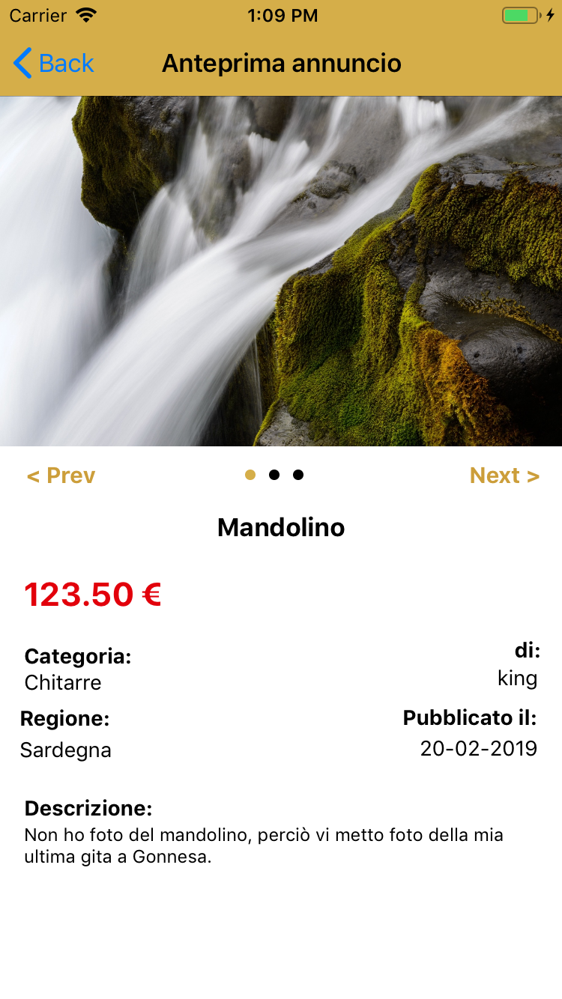 Carrier 1:09 PM
Back Anteprima annuncio
< Prev Next >
Mandolino
123.50 €
Categoria:
Chitarre
di:
king
Regione:
Sardegna
Pubblicato il:
20-02-2019
Descrizione:
Non ho foto del mandolino, perciò vi metto foto della mia
ultima gita a Gonnesa.